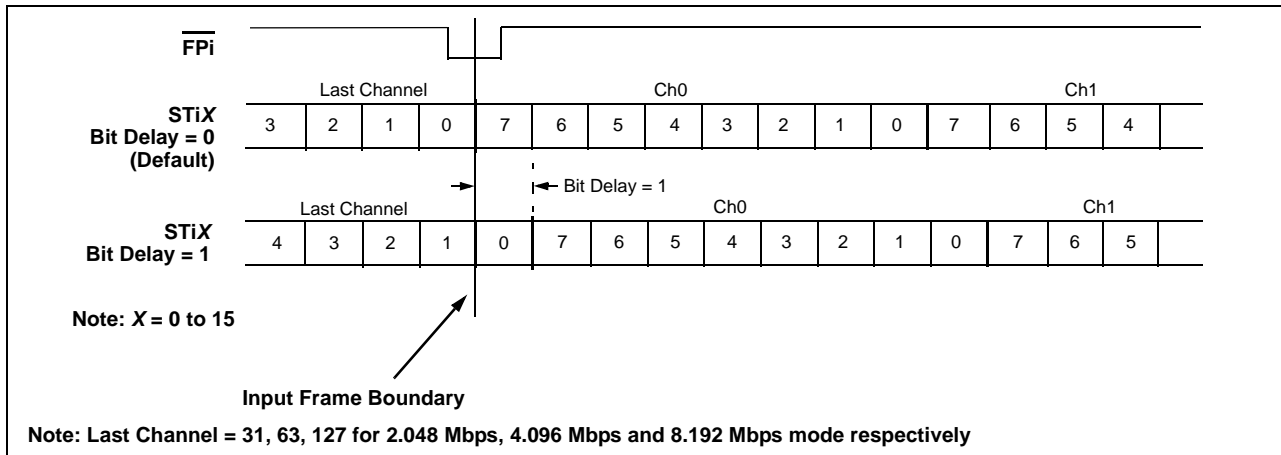 FPi
Last Channel Ch0 Ch1
STiX
Bit Delay = 0
(Default)
3 2 1 0 7 6 5 4 3 2 1 0 7 6 5 4
Bit Delay = 1
Last Channel Ch0 Ch1
STiX
Bit Delay = 1
4 3 2 1 0 7 6 5 4 3 2 1 0 7 6 5
Note: X = 0 to 15
Input Frame Boundary
Note: Last Channel = 31, 63, 127 for 2.048 Mbps, 4.096 Mbps and 8.192 Mbps mode respectively